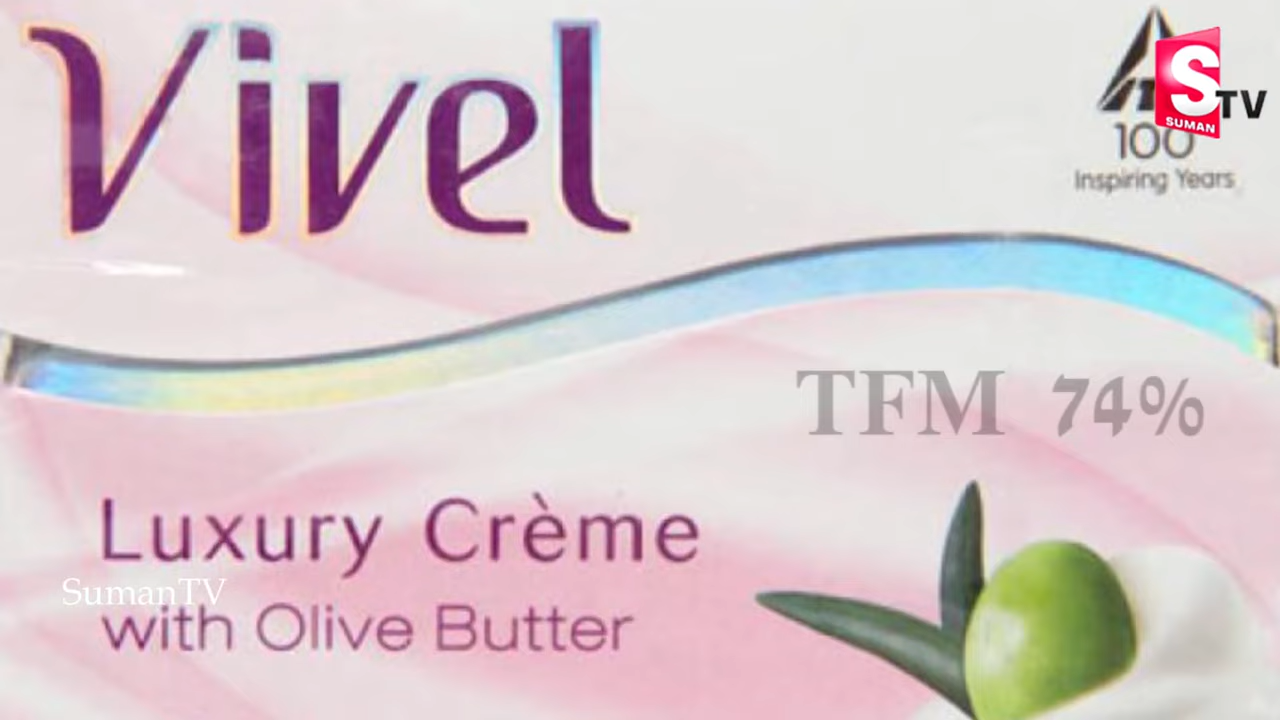 Vivel
S
TV
SUMAN
100
Inspiring Years
TFM 74%
Luxury Crème
SumanTV
with Olive Butter